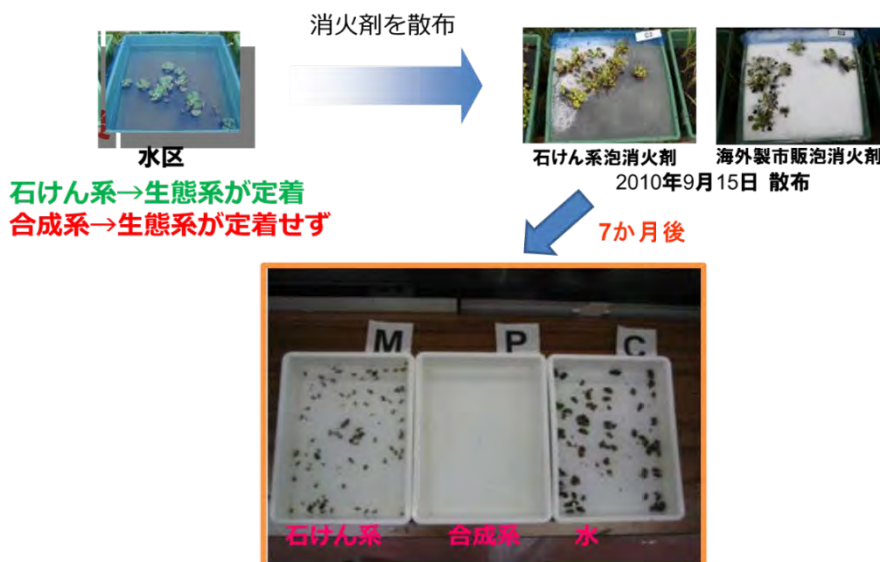 消火剤を散布
水区
石けん系泡消火剤
海外製市販泡消火剤
2010年9月15日 散布
石けん系→生態系が定着
合成系→生態系が定着せず
7か月後
M
P
C
石けん系
合成系
水